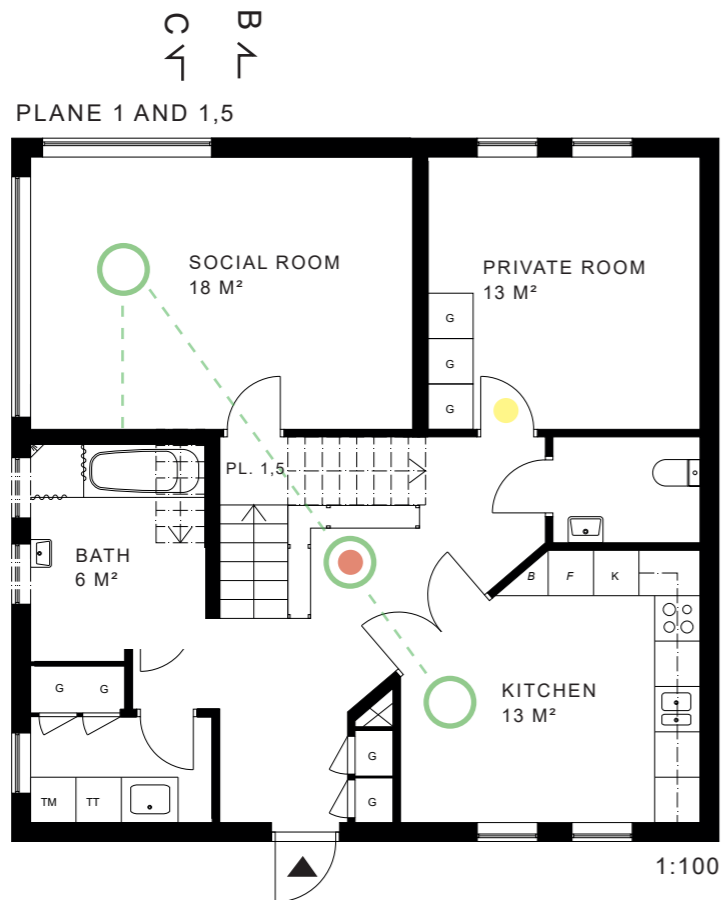 C B
PLANE 1 AND 1,5
SOCIAL ROOM
18 M²
PRIVATE ROOM
13 M²
G
G
G
PL. 1,5
BATH
6 M²
B F K
G G
KITCHEN
13 M²
G
TM TT
G
1:100